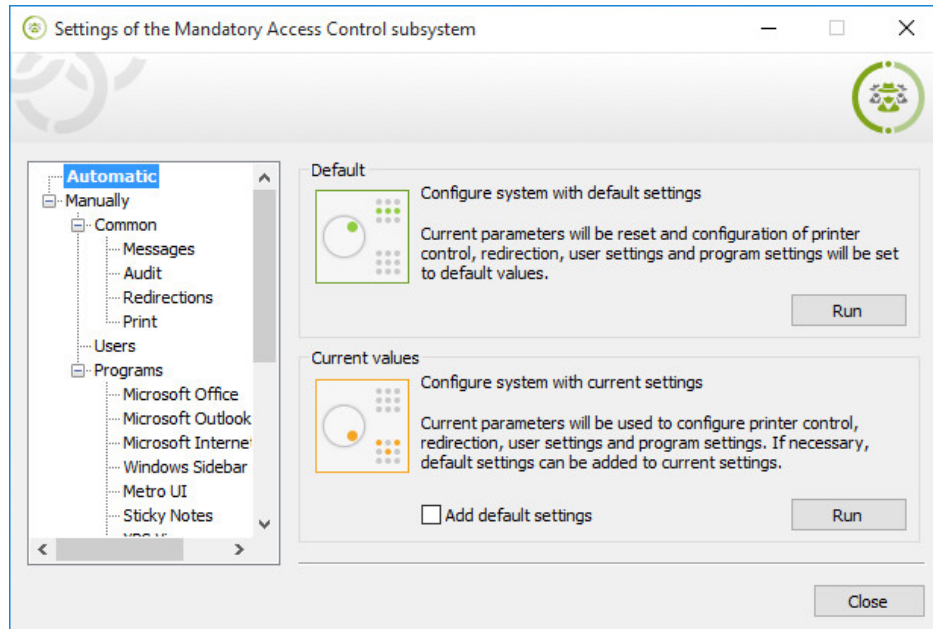 Settings of the Mandatory Access Control subsystem
Automatic
Manually
Common
Messages
Audit
Redirections
Print
Users
Programs
Microsoft Office
Microsoft Outlook
Microsoft Interne
Windows Sidebar
Metro UI
Sticky Notes
Default
Configure system with default settings
Current parameters will be reset and configuration of printer
control, redirection, user settings and program settings will be set
to default values.
Run
Current values
Configure system with current settings
Current parameters will be used to configure printer control,
redirection, user settings and program settings. If necessary,
default settings can be added to current settings.
Add default settings
Run
Close